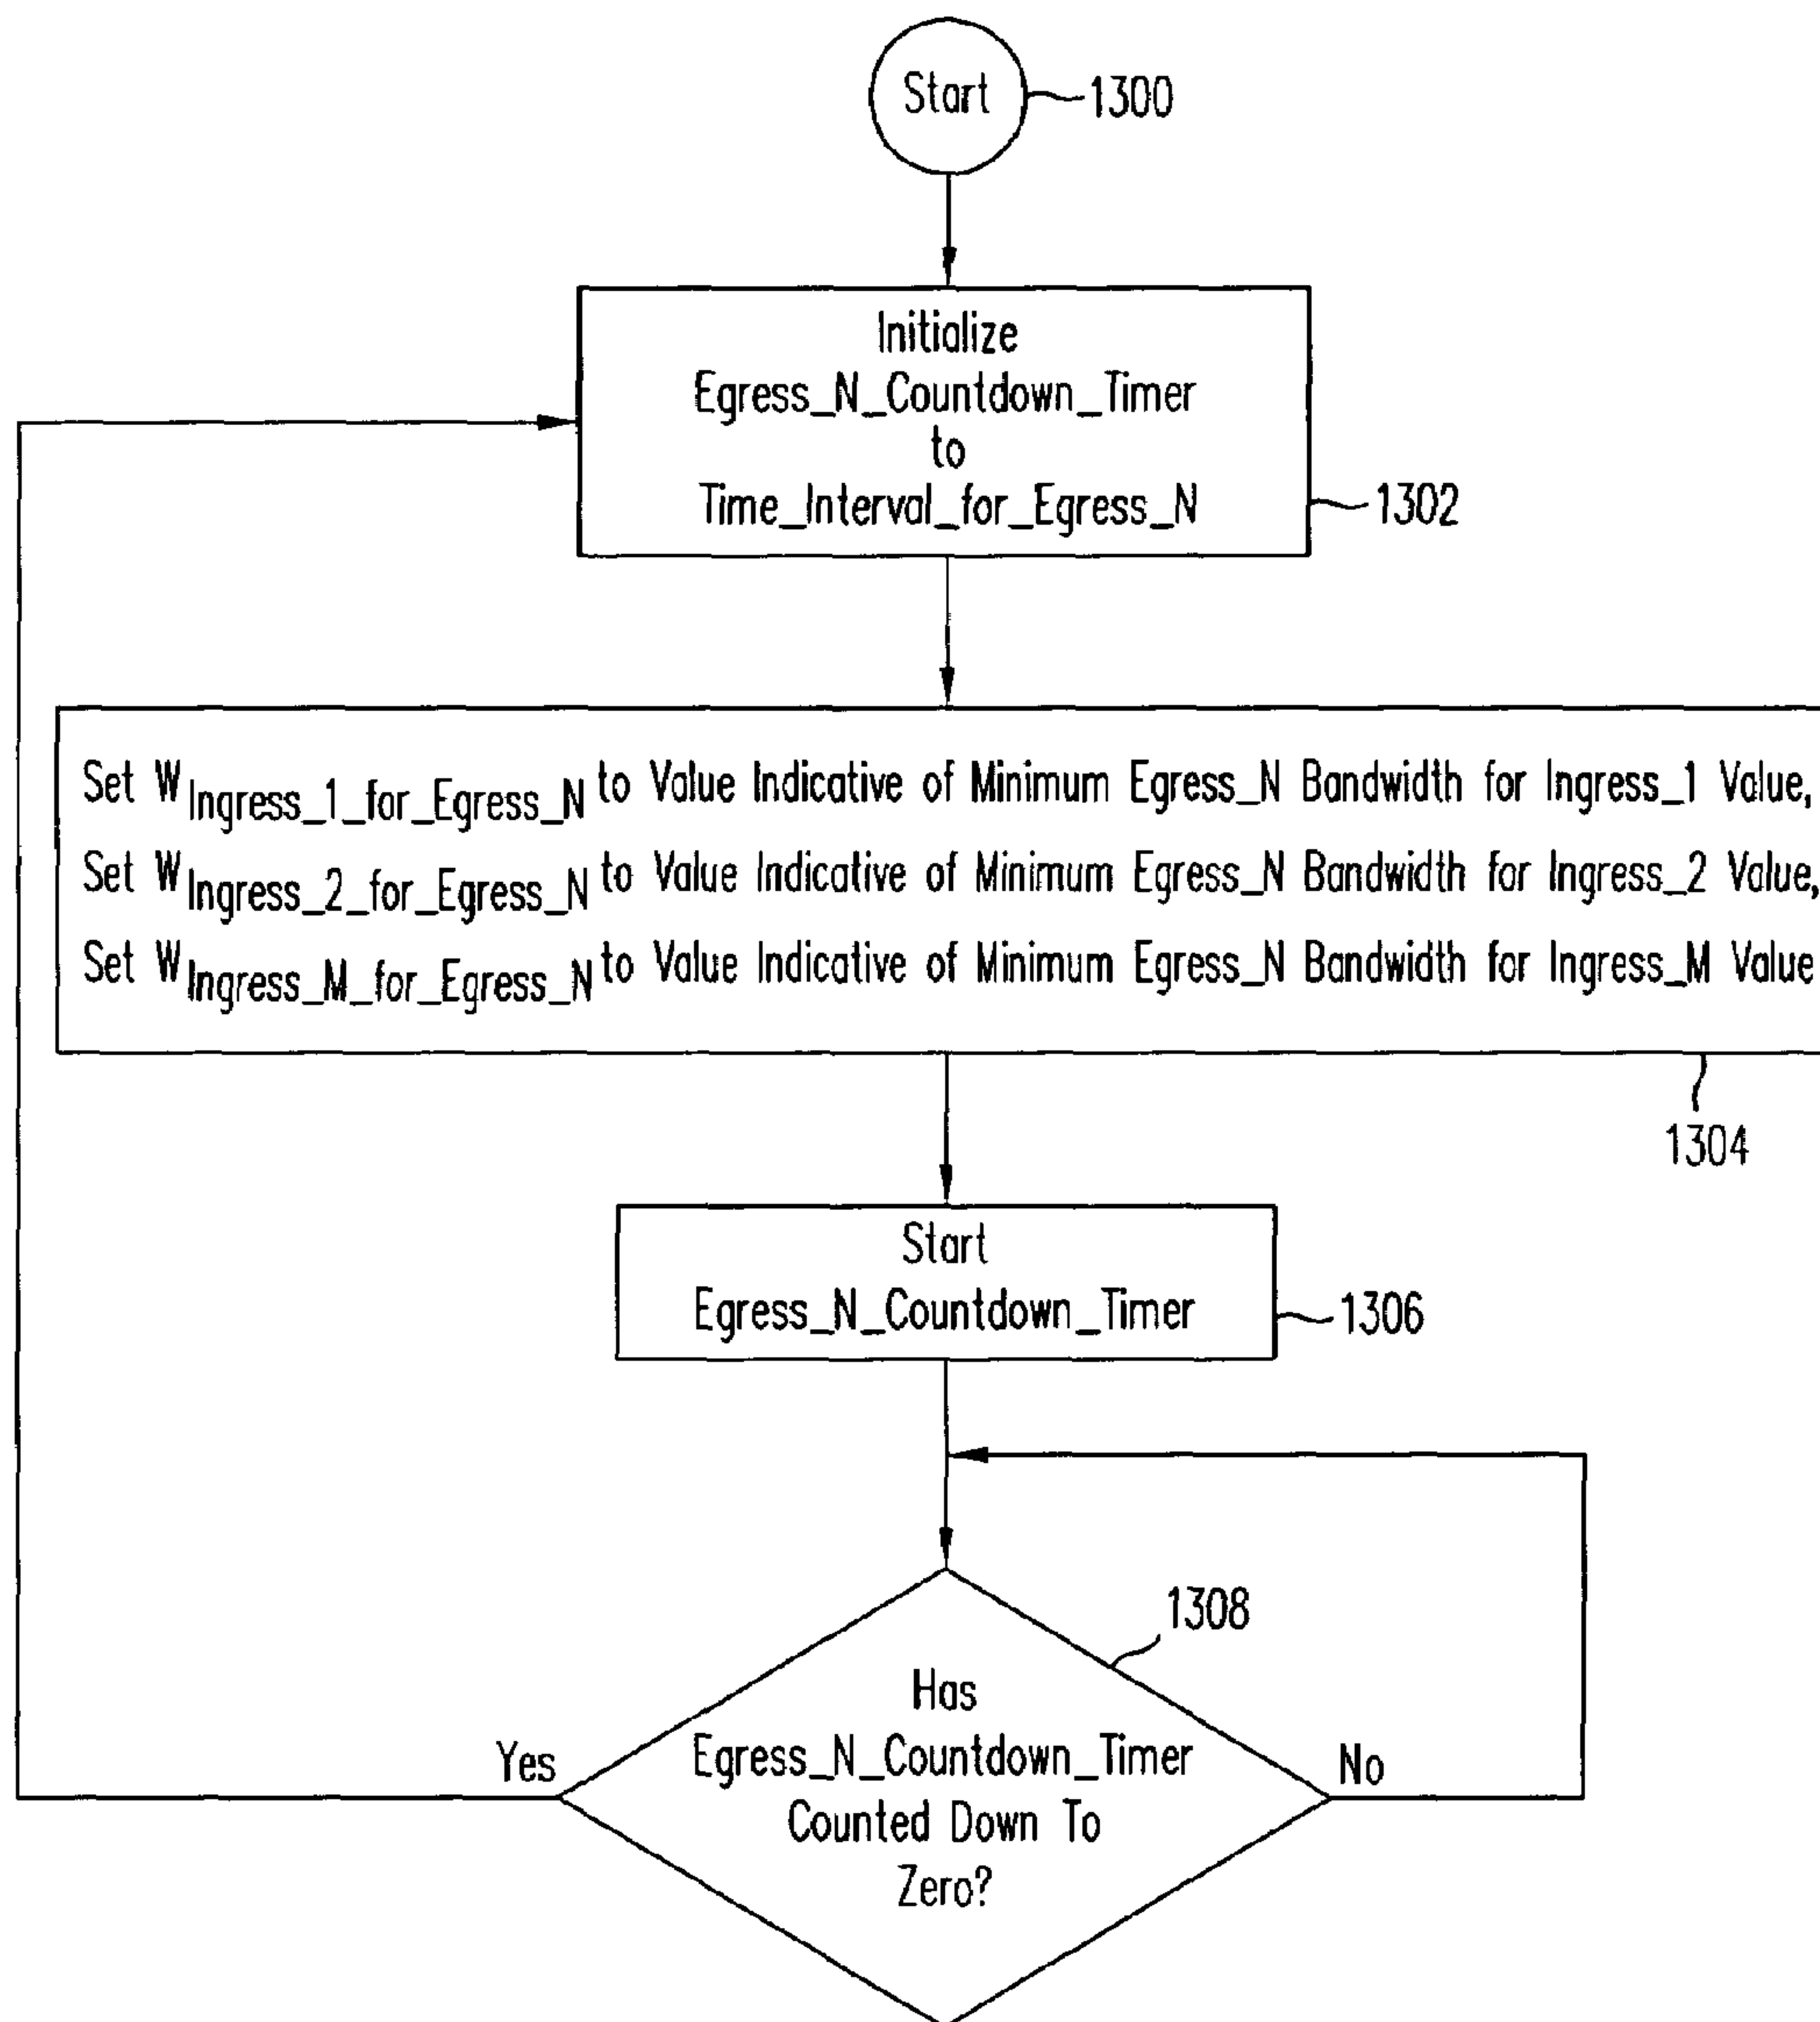 Start
1300
Initialize
Egress_N_Countdown_Timer
to
Time_Interval_for_Egress_N
1302
Set W Ingress_1_for_Egress_N to Value Indicative of Minimum Egress_N Bandwidth for Ingress_1 Value,
Set W Ingress_2_for_Egress_N to Value Indicative of Minimum Egress_N Bandwidth for Ingress_2 Value,
Set W Ingress_M_for_Egress_N to Value Indicative of Minimum Egress_N Bandwidth for Ingress_M Value
1304
Start
Egress_N_Countdown_Timer
1306
1308
Has
Egress_N_Countdown_Timer
Counted Down To
Zero?
Yes
No